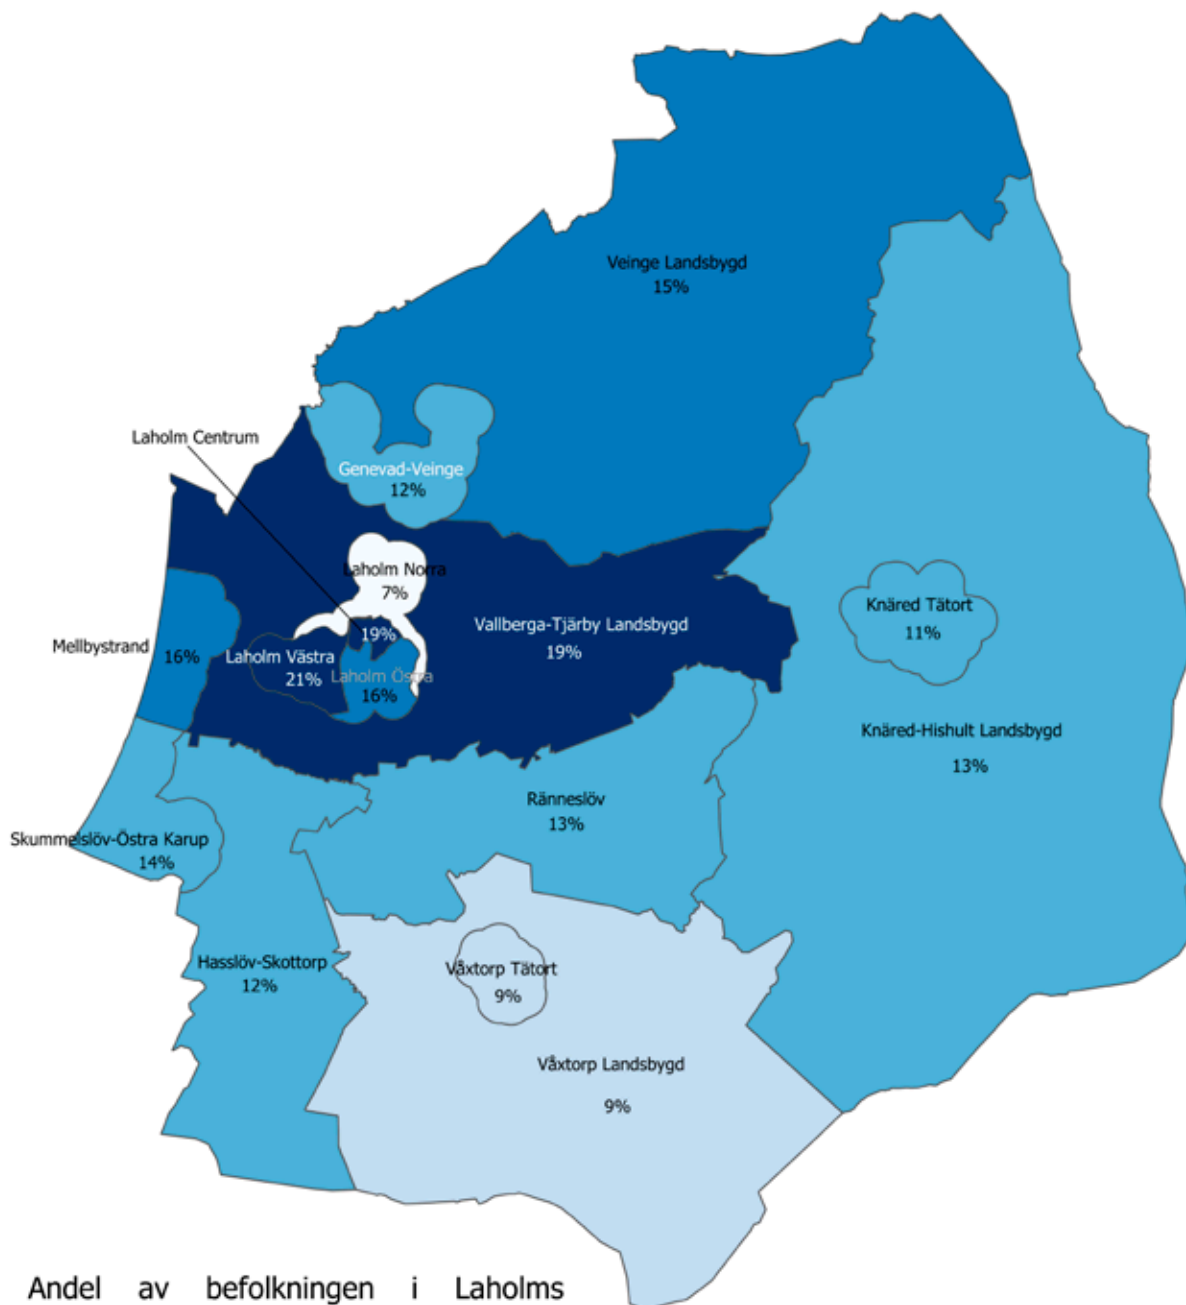 Veinge Landsbygd
15%
Laholm Centrum
Genevad-Veinge
12%
Laholm Norra
7%
Knäred Tätort
11%
19%
Vallberga-Tjärby Landsbygd
19%
Mellbystrand
16%
Laholm Västra
21%
Laholm Östra
16%
Knäred-Hishult Landsbygd
13%
Ränneslöv
13%
Skummelslöv-Östra Karup
14%
Hasslöv-Skottorp
12%
Våxtorp Tätort
9%
Våxtorp Landsbygd
9%
Andel av befolkningen i Laholms